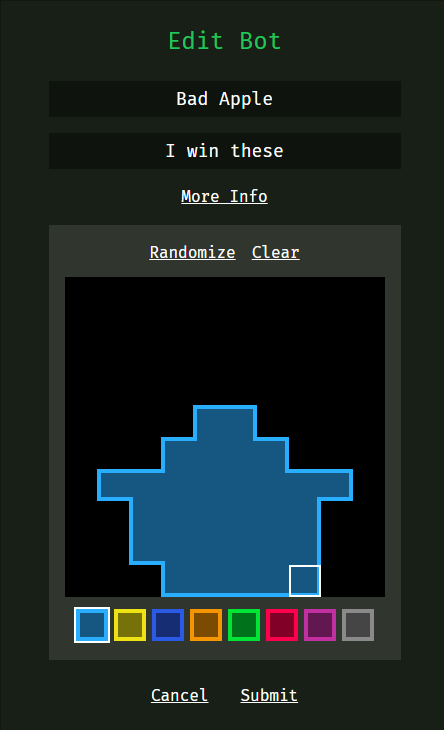 Edit Bot
Bad Apple
I win these
More Info
Randomize Clear
Cancel Submit